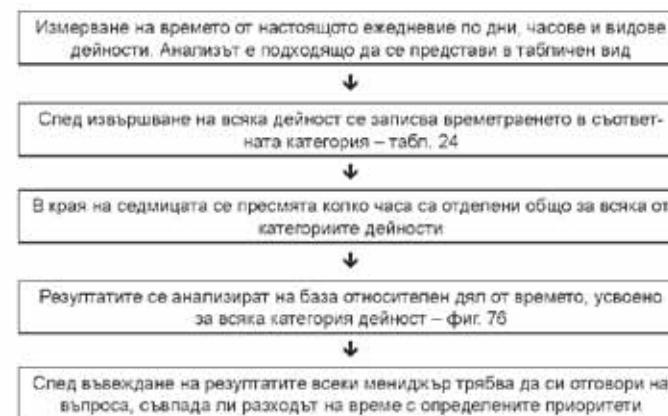 Измерване на времето от настоящото ежедневие по дни, часове и видове
дейности. Анализът е подходящо да се представи в табличен вид
След извършване на всяка дейност се записва времетраенето в съответ-
ната категория – табл. 24
В края на седмицата се пресмята колко часа са отделени общо за всяка от
категориите дейности
Резултатите се анализират на база относителен дял от времето, усвоено
за всяка категория дейност – фиг. 76
След въвеждане на резултатите всеки мениджър трябва да си отговори на
въпроса, съвпада ли разходът на време с определените приоритети